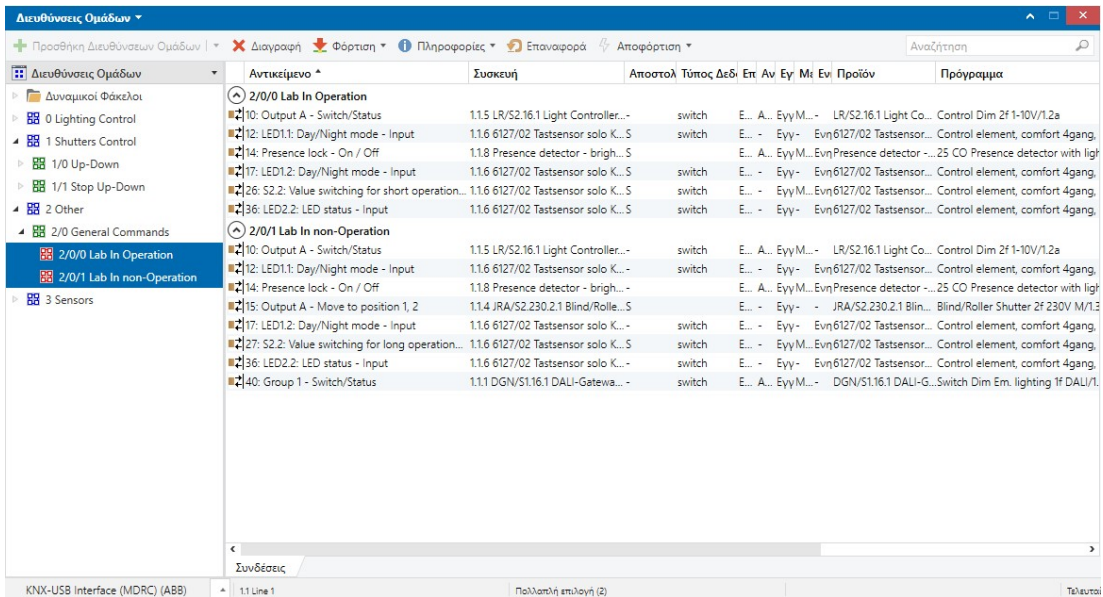 Διευθύνσεις Ομάδων
Προσθήκη Διευθύνσεων Ομάδων Διαγραφή Φόρτιση Πληροφορίες Επαναφορά Αποφόρτιση Αναζήτηση
Διευθύνσεις Ομάδων
Δυναμικοί Φάκελοι
0 Lighting Control
1 Shutters Control
1/0 Up-Down
1/1 Stop Up-Down
2 Other
2/0 General Commands
2/0/0 Lab In Operation
2/0/1 Lab In non-Operation
3 Sensors
Αντικείμενο Συσκευή Αποστολ Τύπος Δεδο Επ Αν Εγ Με Ενη Προϊόν Πρόγραμμα
2/0/0 Lab In Operation
10: Output A - Switch/Status 1.1.5 LR/S2.16.1 Light Controller... - switch E... A... Εγγ M... - LR/S2.16.1 Light Co... Control Dim 2f 1-10V/1.2a
12: LED1.1: Day/Night mode - Input 1.1.6 6127/02 Tastsensor solo K... S switch E... - Εγγ - Ενη 6127/02 Tastsensor... Control element, comfort 4gang,
14: Presence lock - On / Off 1.1.8 Presence detector - brigh... S E... A... Εγγ M... Ενη Presence detector -... 25 CO Presence detector with ligh
17: LED1.2: Day/Night mode - Input 1.1.6 6127/02 Tastsensor solo K... S switch E... - Εγγ - Ενη 6127/02 Tastsensor... Control element, comfort 4gang,
26: S2.2: Value switching for short operation... 1.1.6 6127/02 Tastsensor solo K... S switch E... - Εγγ M... Ενη 6127/02 Tastsensor... Control element, comfort 4gang,
36: LED2.2: LED status - Input 1.1.6 6127/02 Tastsensor solo K... S switch E... - Εγγ - Ενη 6127/02 Tastsensor... Control element, comfort 4gang,
2/0/1 Lab In non-Operation
10: Output A - Switch/Status 1.1.5 LR/S2.16.1 Light Controller... - switch E... A... Εγγ M... - LR/S2.16.1 Light Co... Control Dim 2f 1-10V/1.2a
12: LED1.1: Day/Night mode - Input 1.1.6 6127/02 Tastsensor solo K... - switch E... - Εγγ - Ενη 6127/02 Tastsensor... Control element, comfort 4gang,
14: Presence lock - On / Off 1.1.8 Presence detector - brigh... - E... A... Εγγ M... Ενη Presence detector -... 25 CO Presence detector with ligh
15: Output A - Move to position 1, 2 1.1.4 JRA/S2.230.2.1 Blind/Rolle... S E... - Εγγ - - JRA/S2.230.2.1 Blin... Blind/Roller Shutter 2f 230V M/1.3
17: LED1.2: Day/Night mode - Input 1.1.6 6127/02 Tastsensor solo K... - switch E... - Εγγ - Ενη 6127/02 Tastsensor... Control element, comfort 4gang,
27: S2.2: Value switching for long operation... 1.1.6 6127/02 Tastsensor solo K... - switch E... - Εγγ M... Ενη 6127/02 Tastsensor... Control element, comfort 4gang,
36: LED2.2: LED status - Input 1.1.6 6127/02 Tastsensor solo K... - switch E... - Εγγ - Ενη 6127/02 Tastsensor... Control element, comfort 4gang,
40: Group 1 - Switch/Status 1.1.1 DGN/S1.16.1 DALI-Gatewa... - switch E... A... Εγγ M... - DGN/S1.16.1 DALI-G... Switch Dim Em. lighting 1f DALI/1.
Συνδέσεις
KNX-USB Interface (MDRC) (ABB) 1.1 Line 1 Πολλαπλή επιλογή (2) Τελευταί